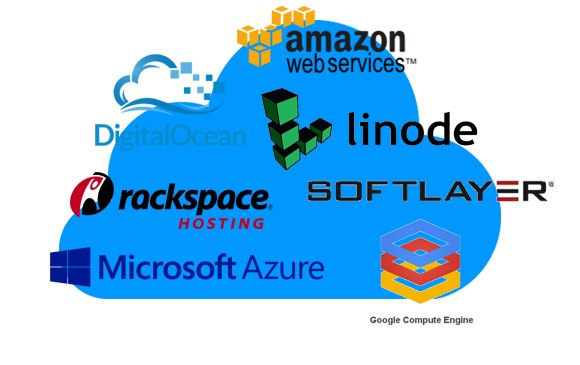 amazon
webservices™
DigitalOcean
linode
rackspace®
HOSTING
SOFTLAYER®
Microsoft Azure
Google Compute Engine